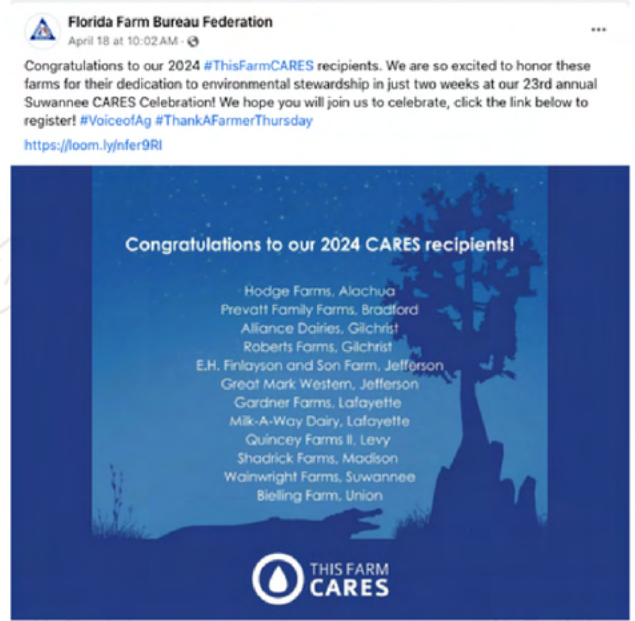 Florida Farm Bureau Federation
April 18 at 10:02 AM ·
Congratulations to our 2024 #ThisFarmCARES recipients. We are so excited to honor these
farms for their dedication to environmental stewardship in just two weeks at our 23rd annual
Suwannee CARES Celebration! We hope you will join us to celebrate, click the link below to
register! #VoiceofAg #ThankAFarmerThursday
https://loom.ly/nfer9RI
Congratulations to our 2024 CARES recipients!
Hodge Farms, Alachua
Prevatt Family Farms, Bradford
Alliance Dairies, Gilchrist
Roberts Farms, Gilchrist
E.H. Finlayson and Son Farm, Jefferson
Great Mark Western, Jefferson
Gardner Farms, Lafayette
Milk-A-Way Dairy, Lafayette
Quincey Farms II, Levy
Shadrick Farms, Madison
Wainwright Farms, Suwannee
Bielling Farm, Union
THIS FARM
CARES